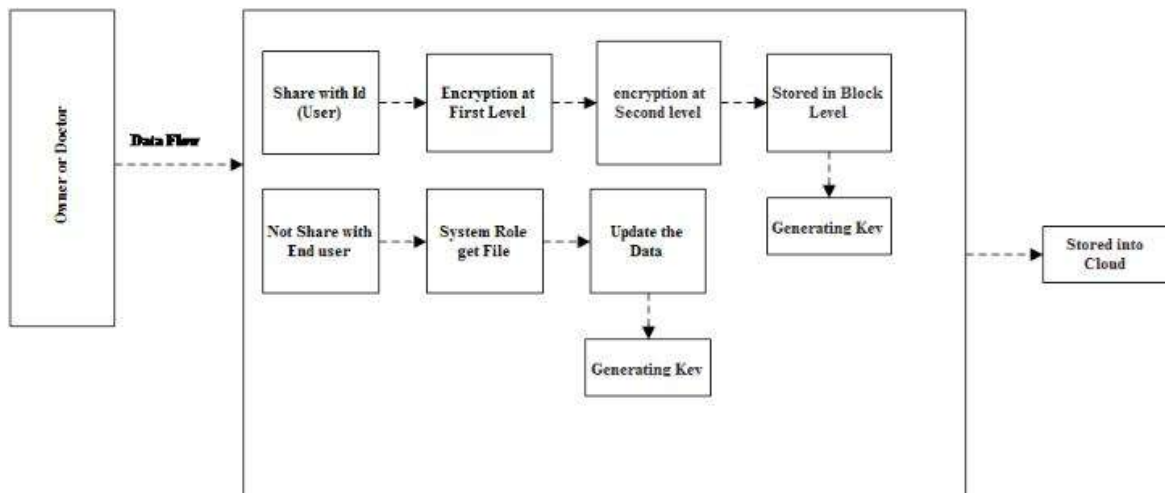 Owner or Doctor
Data Flow
Share with Id
(User)
Encryption at
First Level
encryption at
Second level
Stored in Block
Level
Generating Kev
Not Share with
End user
System Role
get File
Update the
Data
Generating Kev
Stored into
Cloud